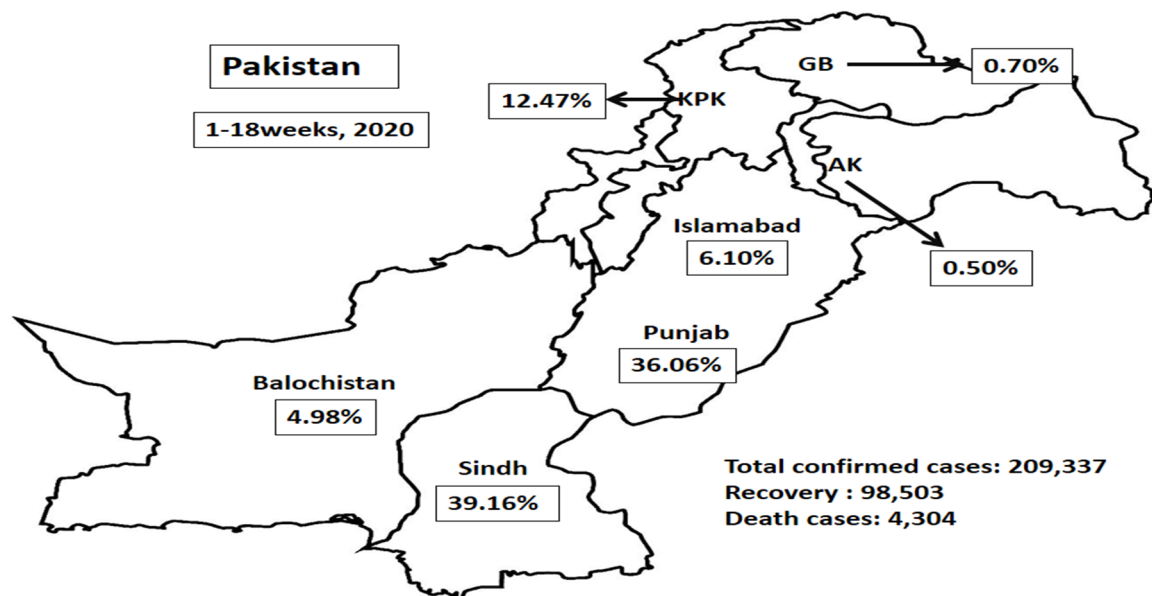 Pakistan
1-18weeks, 2020
GB
0.70%
12.47%
KPK
AK
0.50%
Islamabad
6.10%
Punjab
36.06%
Balochistan
4.98%
Sindh
39.16%
Total confirmed cases: 209,337
Recovery : 98,503
Death cases: 4,304